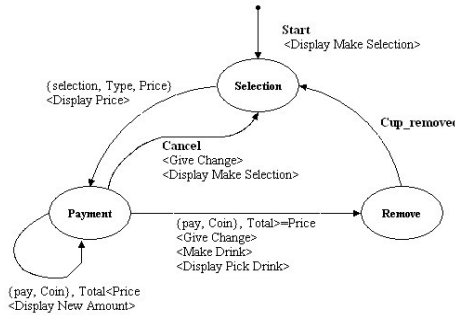 Start
<Display Make Selection>
{selection, Type, Price}
<Display Price>
Selection
Cup_removed
Cancel
<Give Change>
<Display Make Selection>
Payment
{pay, Coin}, Total>=Price
<Give Change>
<Make Drink>
<Display Pick Drink>
Remove
{pay, Coin}, Total<Price
<Display New Amount>